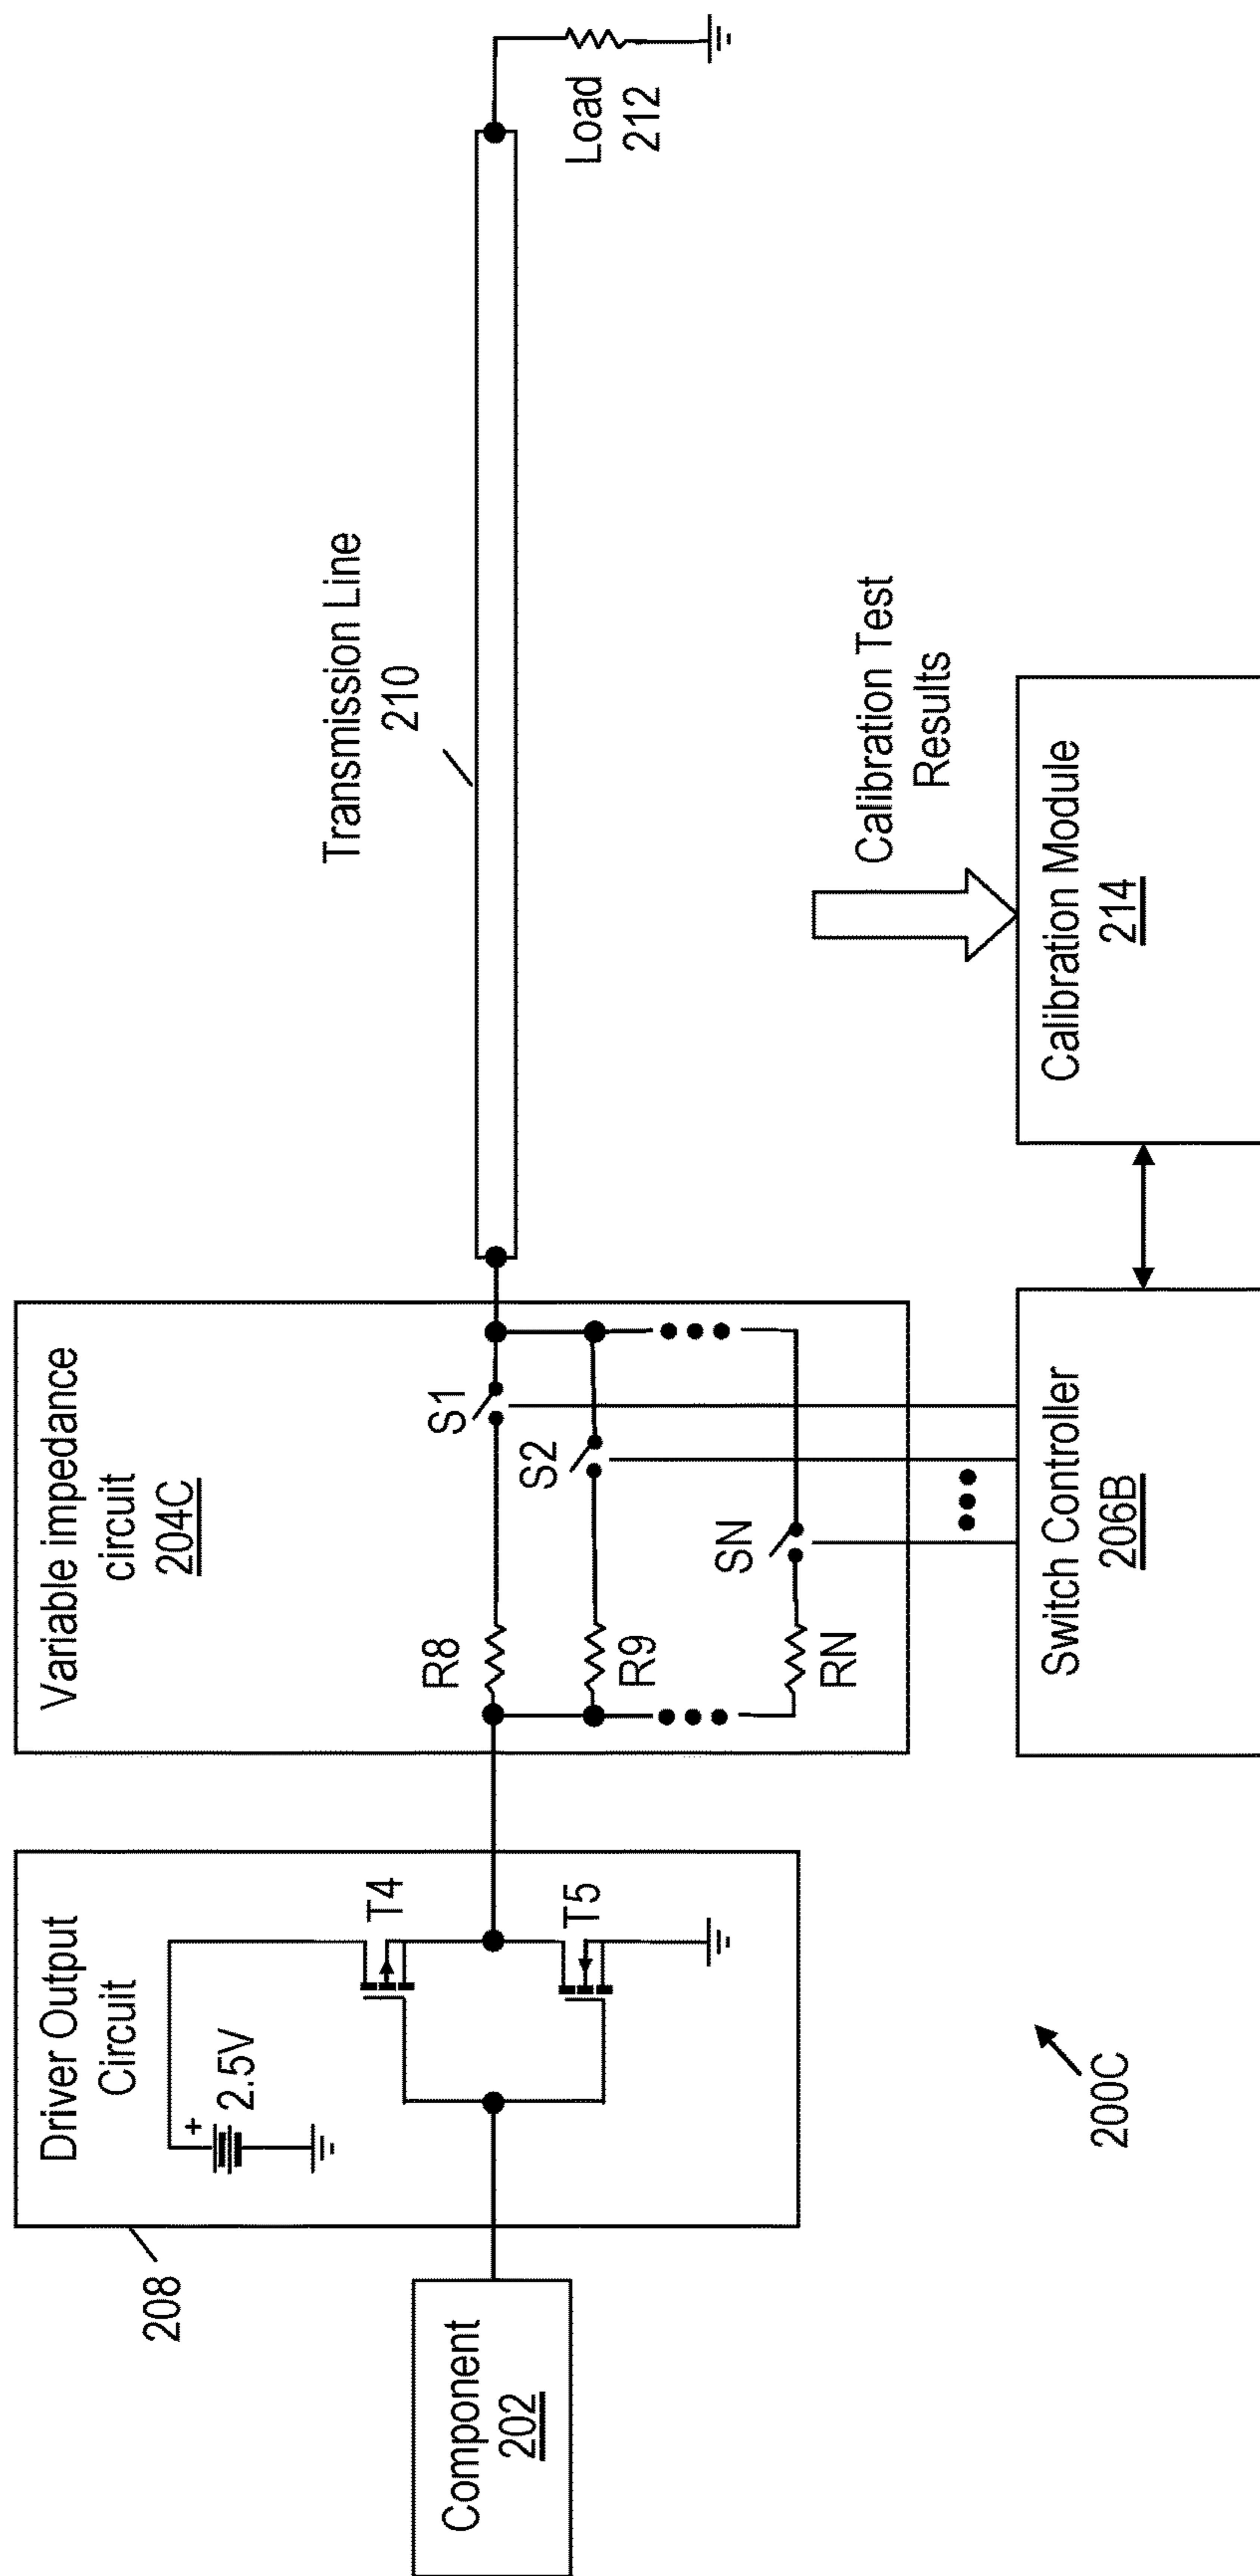 Component
202
208
Driver Output
Circuit
+
2.5V
T4
T5
Variable impedance
circuit
204C
R8
R9
RN
S1
S2
SN
Transmission Line
210
Load
212
Calibration Test
Results
Switch Controller
206B
Calibration Module
214
200C